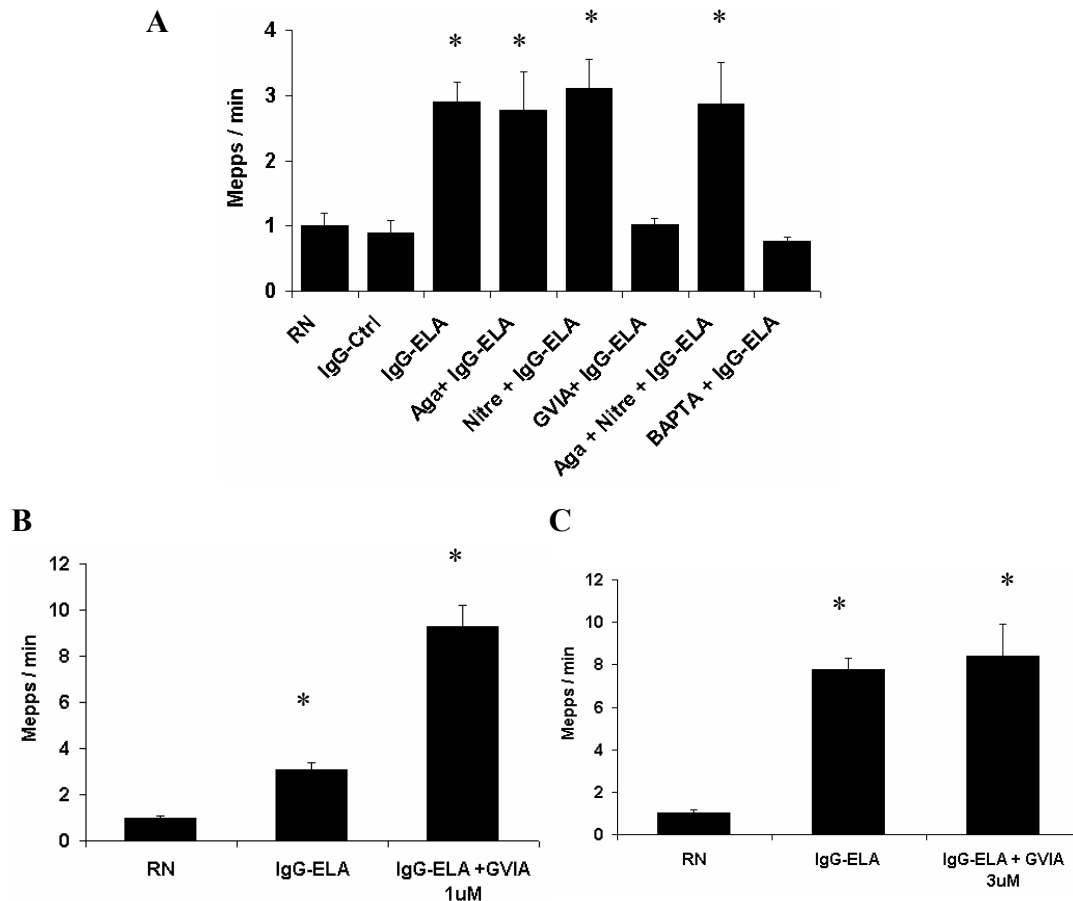 A
Mepps / min
4
3
2
1
0
* * * *
RN
IgG-Ctrl
IgG-ELA
Aga+ IgG-ELA
Nitre + IgG-ELA
GVIA+ IgG-ELA
Aga + Nitre + IgG-ELA
BAPTA + IgG-ELA
B
Mepps / min
12
10
8
6
4
2
0
* *
RN
IgG-ELA
IgG-ELA +GVIA
1uM
C
Mepps / min
12
10
8
6
4
2
0
* *
RN
IgG-ELA
IgG-ELA + GVIA
3uM